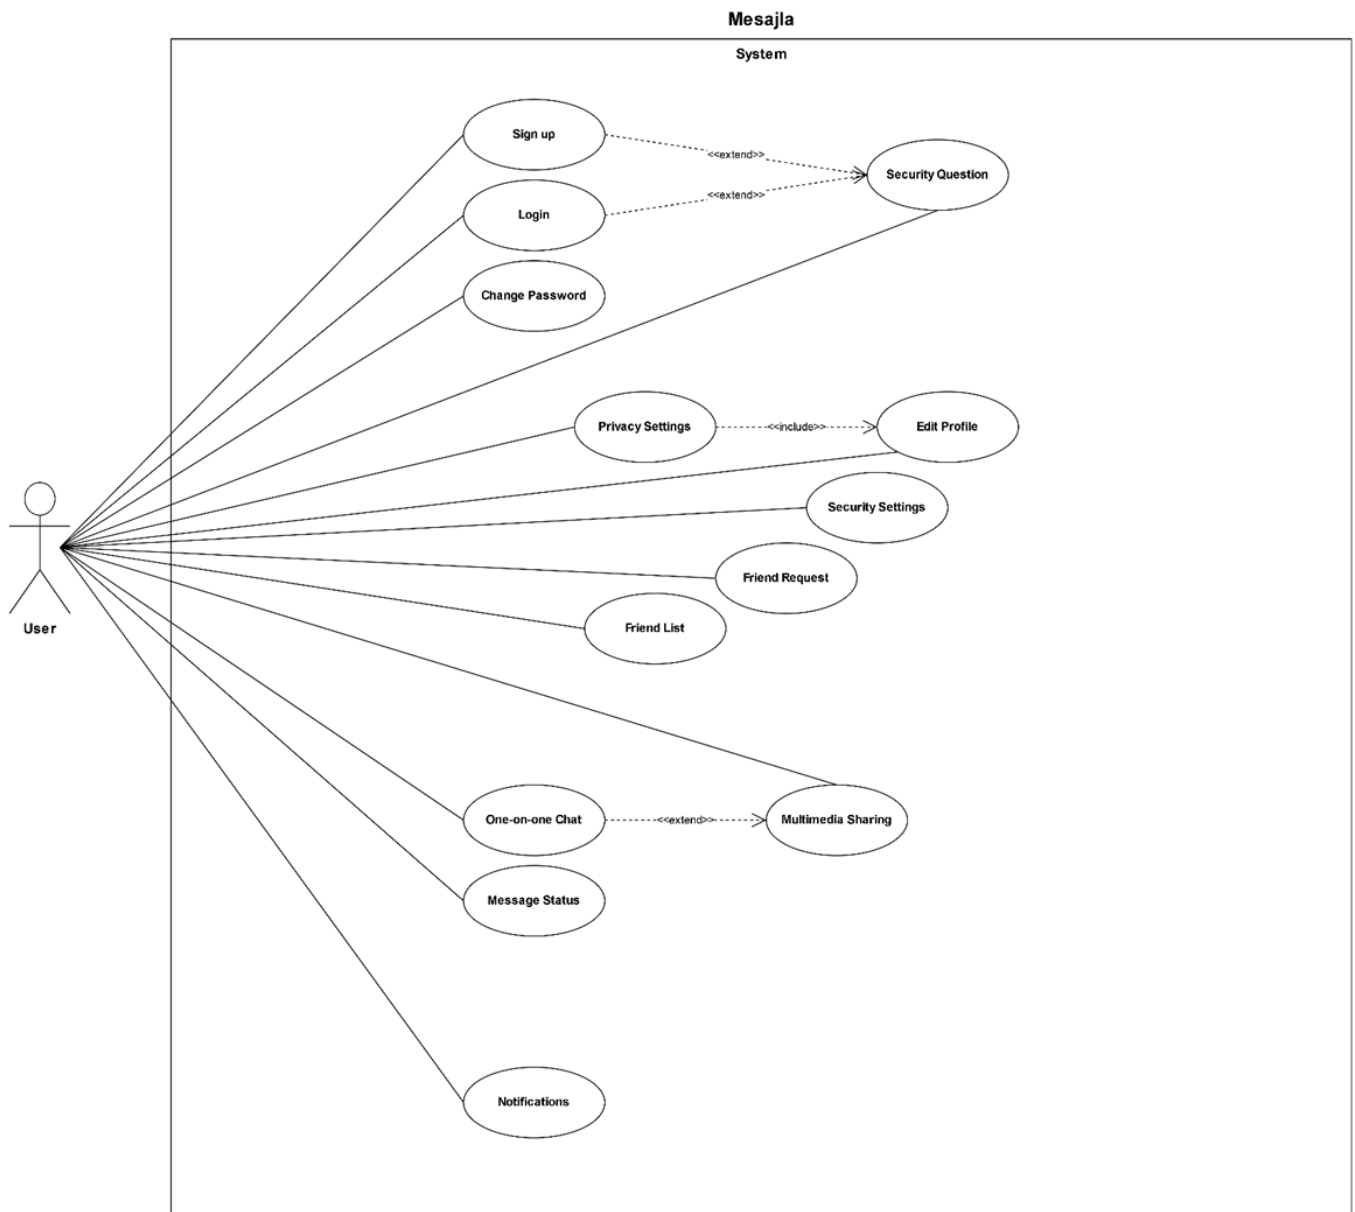 Mesajla
System
Sign up
<<extend>>
Security Question
<<extend>>
Login
Change Password
Privacy Settings
<<include>>
Edit Profile
Security Settings
Friend Request
Friend List
User
One-on-one Chat
<<extend>>
Multimedia Sharing
Message Status
Notifications